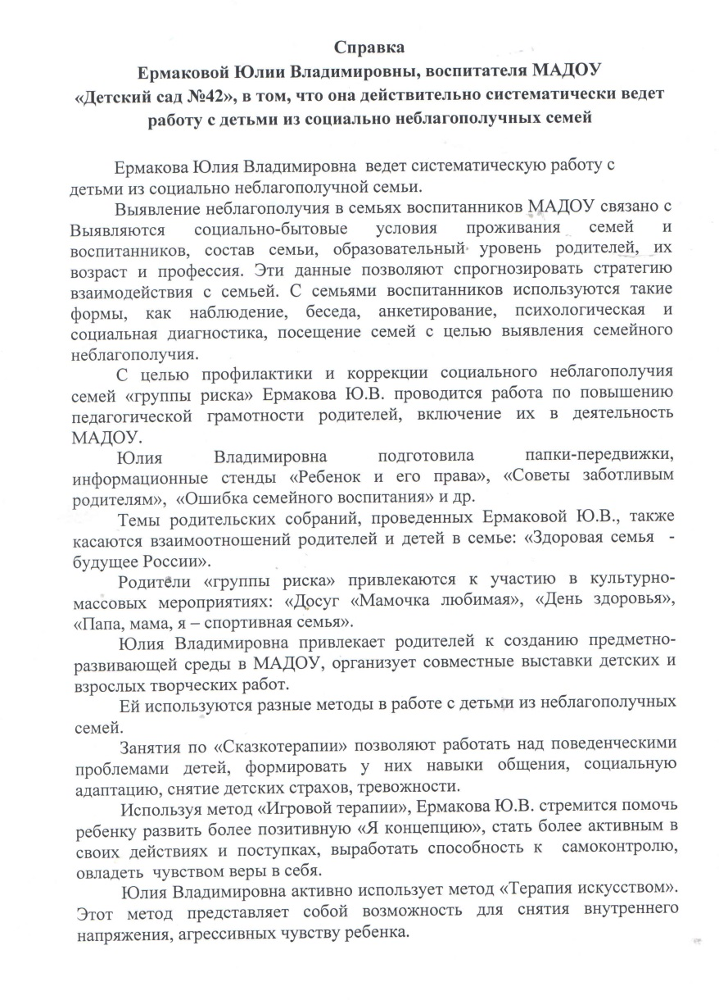 Справка
Ермаковой Юлии Владимировны, воспитателя МАДОУ
«Детский сад №42», в том, что она действительно систематически ведет
работу с детьми из социально неблагополучных семей
Ермакова Юлия Владимировна ведет систематическую работу с
детьми из социально неблагополучной семьи.
Выявление неблагополучия в семьях воспитанников МАДОУ связано с
Выявляются социально-бытовые условия проживания семей и
воспитанников, состав семьи, образовательный уровень родителей, их
возраст и профессия. Эти данные позволяют спрогнозировать стратегию
взаимодействия с семьей. С семьями воспитанников используются такие
формы, как наблюдение, беседа, анкетирование, психологическая и
социальная диагностика, посещение семей с целью выявления семейного
неблагополучия.
С целью профилактики и коррекции социального неблагополучия
семей «группы риска» Ермакова Ю.В. проводится работа по повышению
педагогической грамотности родителей, включение их в деятельность
МАДОУ.
Юлия Владимировна подготовила папки-передвижки,
информационные стенды «Ребенок и его права», «Советы заботливым
родителям», «Ошибка семейного воспитания» и др.
Темы родительских собраний, проведенных Ермаковой Ю.В., также
касаются взаимоотношений родителей и детей в семье: «Здоровая семья -
будущее России».
Родители «группы риска» привлекаются к участию в культурно-
массовых мероприятиях: «Досуг «Мамочка любимая», «День здоровья»,
«Папа, мама, я – спортивная семья».
Юлия Владимировна привлекает родителей к созданию предметно-
развивающей среды в МАДОУ, организует совместные выставки детских и
взрослых творческих работ.
Ей используются разные методы в работе с детьми из неблагополучных
семей.
Занятия по «Сказкотерапии» позволяют работать над поведенческими
проблемами детей, формировать у них навыки общения, социальную
адаптацию, снятие детских страхов, тревожности.
Используя метод «Игровой терапии», Ермакова Ю.В. стремится помочь
ребенку развить более позитивную «Я концепцию», стать более активным в
своих действиях и поступках, выработать способность к самоконтролю,
овладеть чувством веры в себя.
Юлия Владимировна активно использует метод «Терапия искусством».
Этот метод представляет собой возможность для снятия внутреннего
напряжения, агрессивных чувству ребенка.